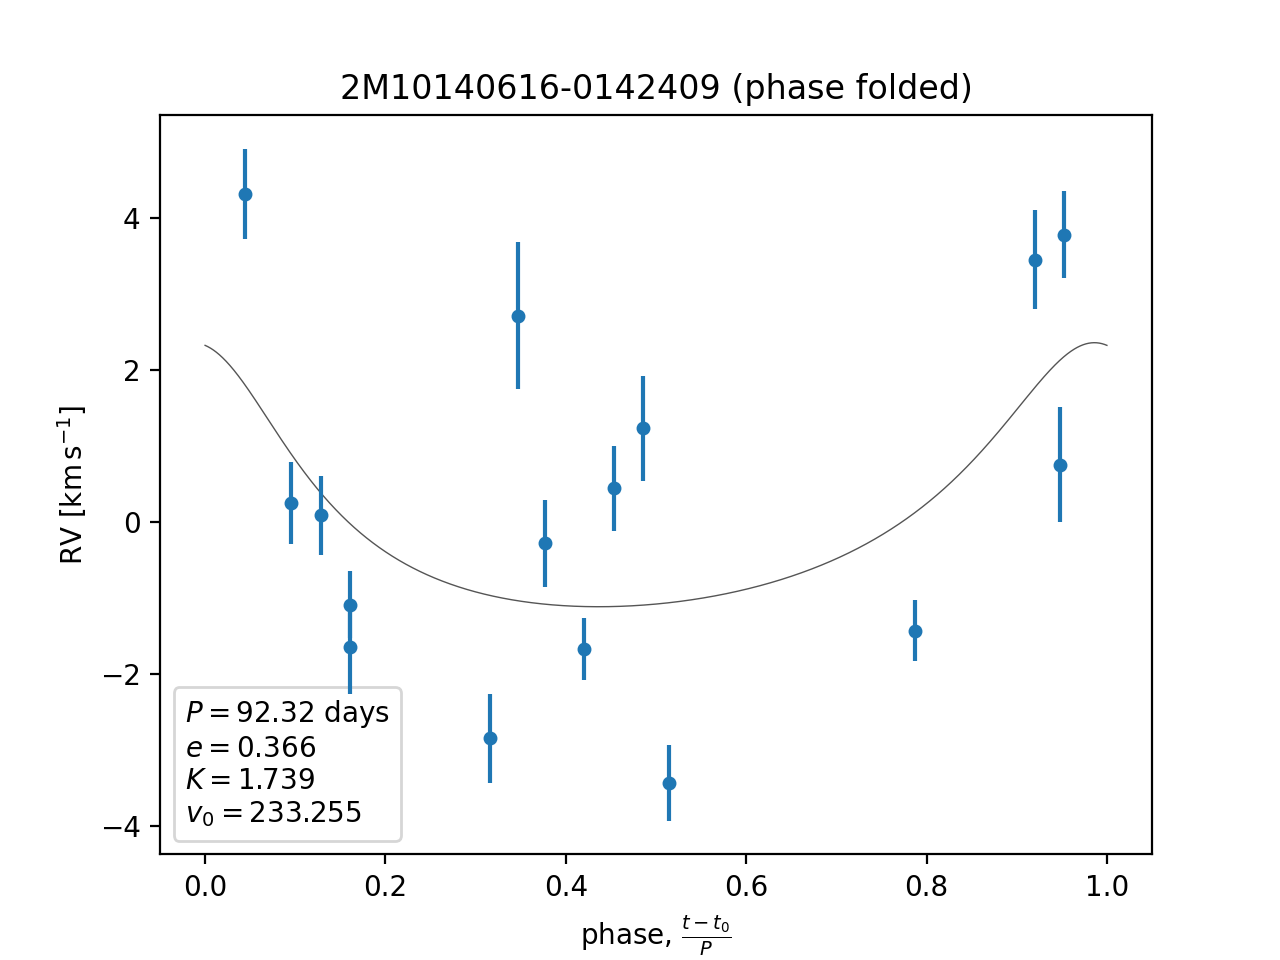 2M10140616-0142409 (phase folded)
RV [km s⁻¹]
4
2
0
−2
−4
P = 92.32 days
e = 0.366
K = 1.739
v₀ = 233.255
0.0 0.2 0.4 0.6 0.8 1.0
phase, (t − t₀)/P